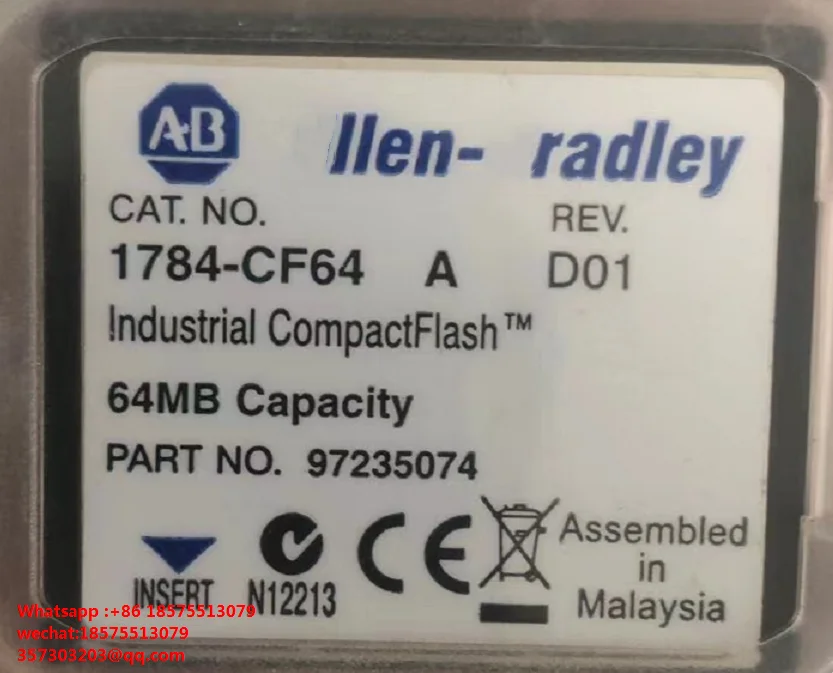 AB llen- radley
CAT. NO. REV.
1784-CF64 A D01
Industrial CompactFlash™
64MB Capacity
PART NO. 97235074
CE Assembled
in
INSERT N12213 Malaysia
Whatsapp :+86 18575513079
wechat:18575513079
357303203@qq.com